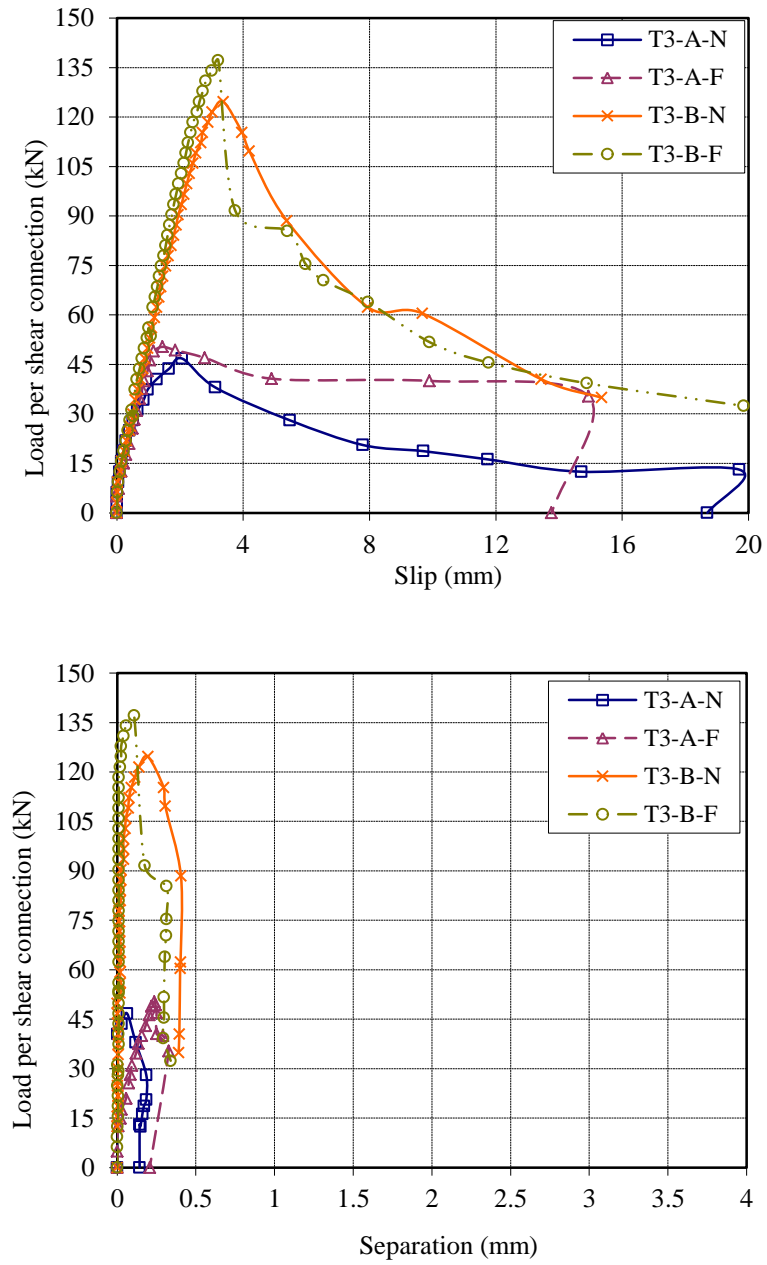 150
135
120
105
90
75
60
45
30
15
0
Load per shear connection (kN)
T3-A-N
T3-A-F
T3-B-N
T3-B-F
0 4 8 12 16 20
Slip (mm)
150
135
120
105
90
75
60
45
30
15
0
Load per shear connection (kN)
T3-A-N
T3-A-F
T3-B-N
T3-B-F
0 0.5 1 1.5 2 2.5 3 3.5 4
Separation (mm)